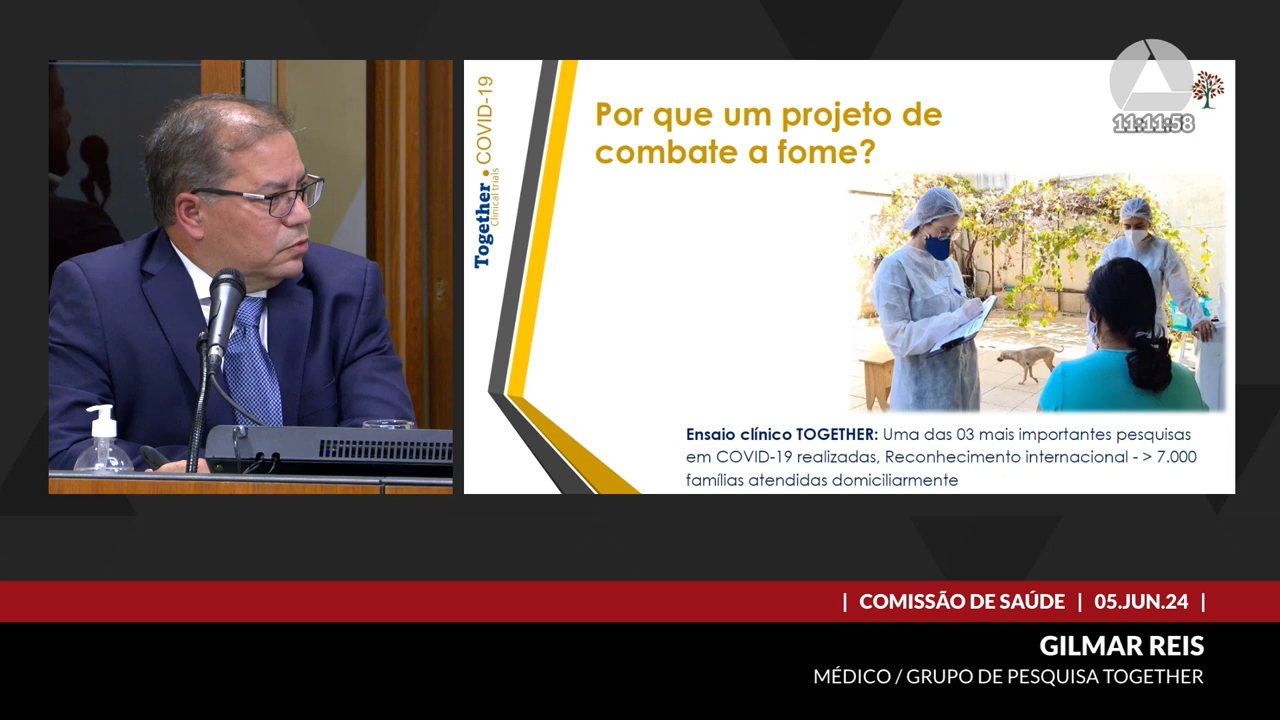 Together • COVID-19
Clinical trials
Por que um projeto de
combate a fome?
11:11:58
Ensaio clínico TOGETHER: Uma das 03 mais importantes pesquisas
em COVID-19 realizadas, Reconhecimento internacional - > 7.000
famílias atendidas domiciliarmente
| COMISSÃO DE SAÚDE | 05.JUN.24 |
GILMAR REIS
MÉDICO / GRUPO DE PESQUISA TOGETHER